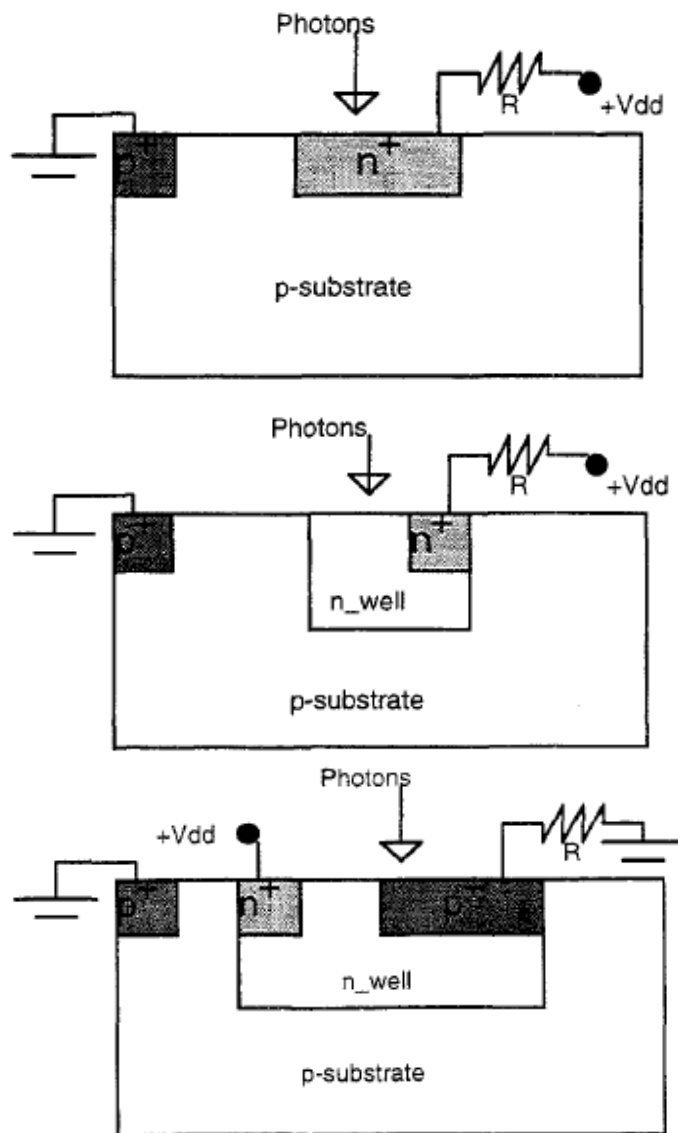 Photons
R
+Vdd
p+
n+
p-substrate
Photons
R
+Vdd
p+
n+
n_well
p-substrate
Photons
+Vdd
R
p+
n+
p+
n_well
p-substrate